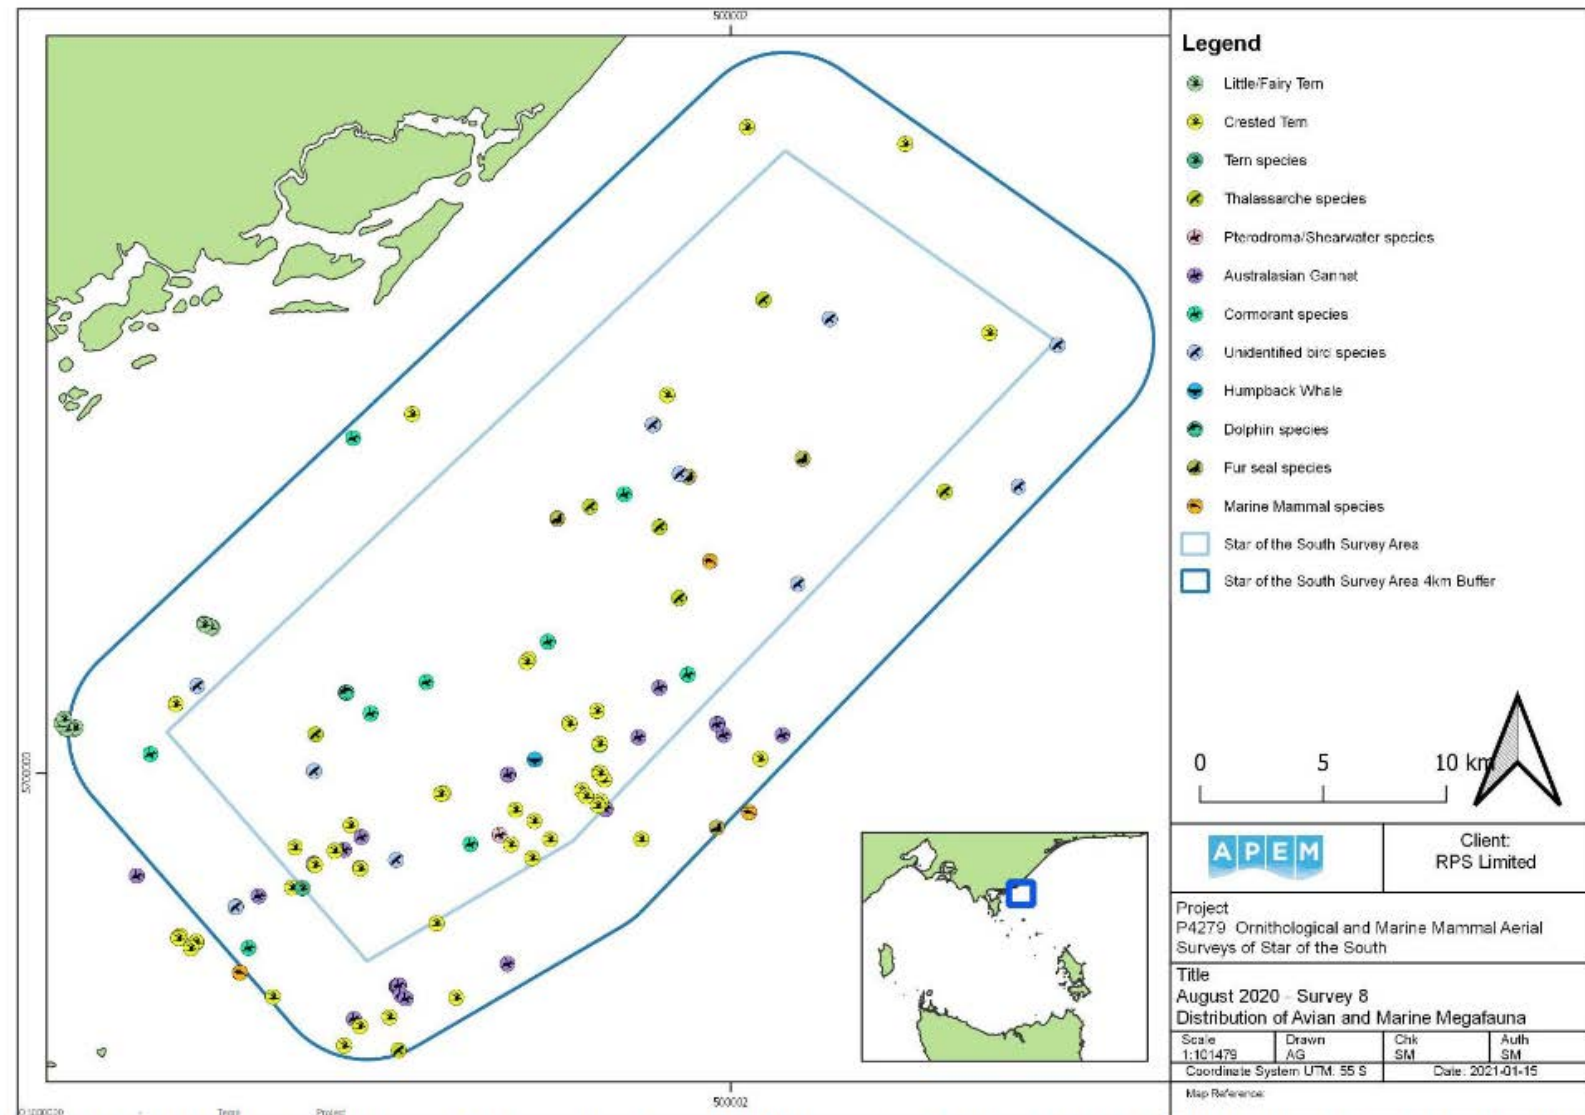 500002
Legend
Little/Fairy Tern
Crested Tern
Tern species
Thalassarche species
Pterodroma/Shearwater species
Australasian Gannet
Cormorant species
Unidentified bird species
Humpback Whale
Dolphin species
Fur seal species
Marine Mammal species
Star of the South Survey Area
Star of the South Survey Area 4km Buffer
5700000
0 5 10 km
APEM
Client:
RPS Limited
Project
P4279 Ornithological and Marine Mammal Aerial
Surveys of Star of the South
Title
August 2020 - Survey 8
Distribution of Avian and Marine Megafauna
Scale
1:101479
Drawn
AG
Chk
SM
Auth
SM
Coordinate System UTM: 55 S
Date: 2021-01-15
Map Reference:
500002
Project